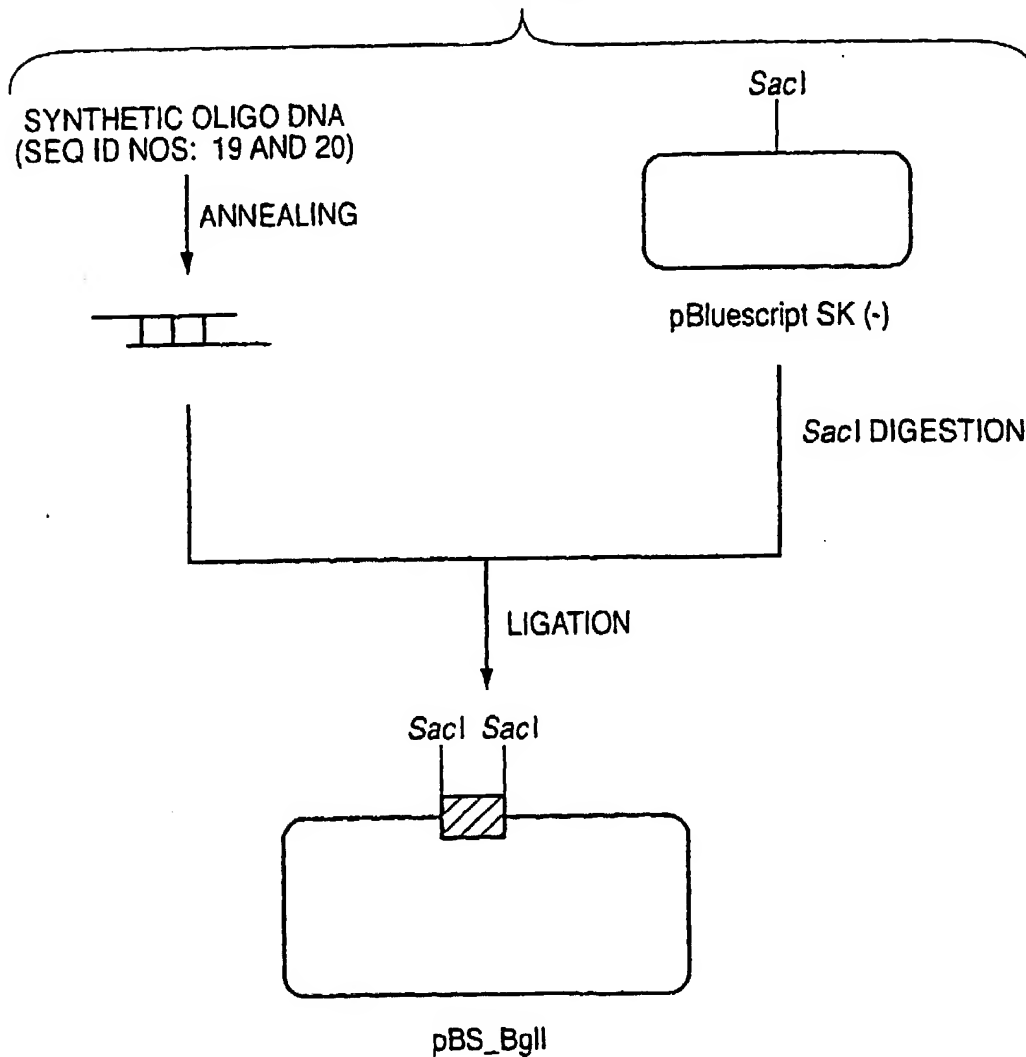 SYNTHETIC OLIGO DNA
(SEQ ID NOS: 19 AND 20)
ANNEALING
SacI
pBluescript SK (-)
SacI DIGESTION
LIGATION
SacI SacI
pBS_BglI